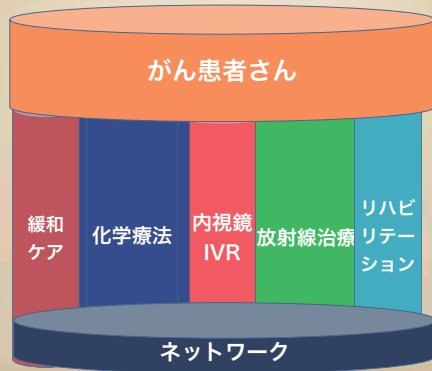 がん患者さん
緩和
ケア
化学療法
内視鏡
IVR
放射線治療
リハビ
リテー
ション
ネットワーク